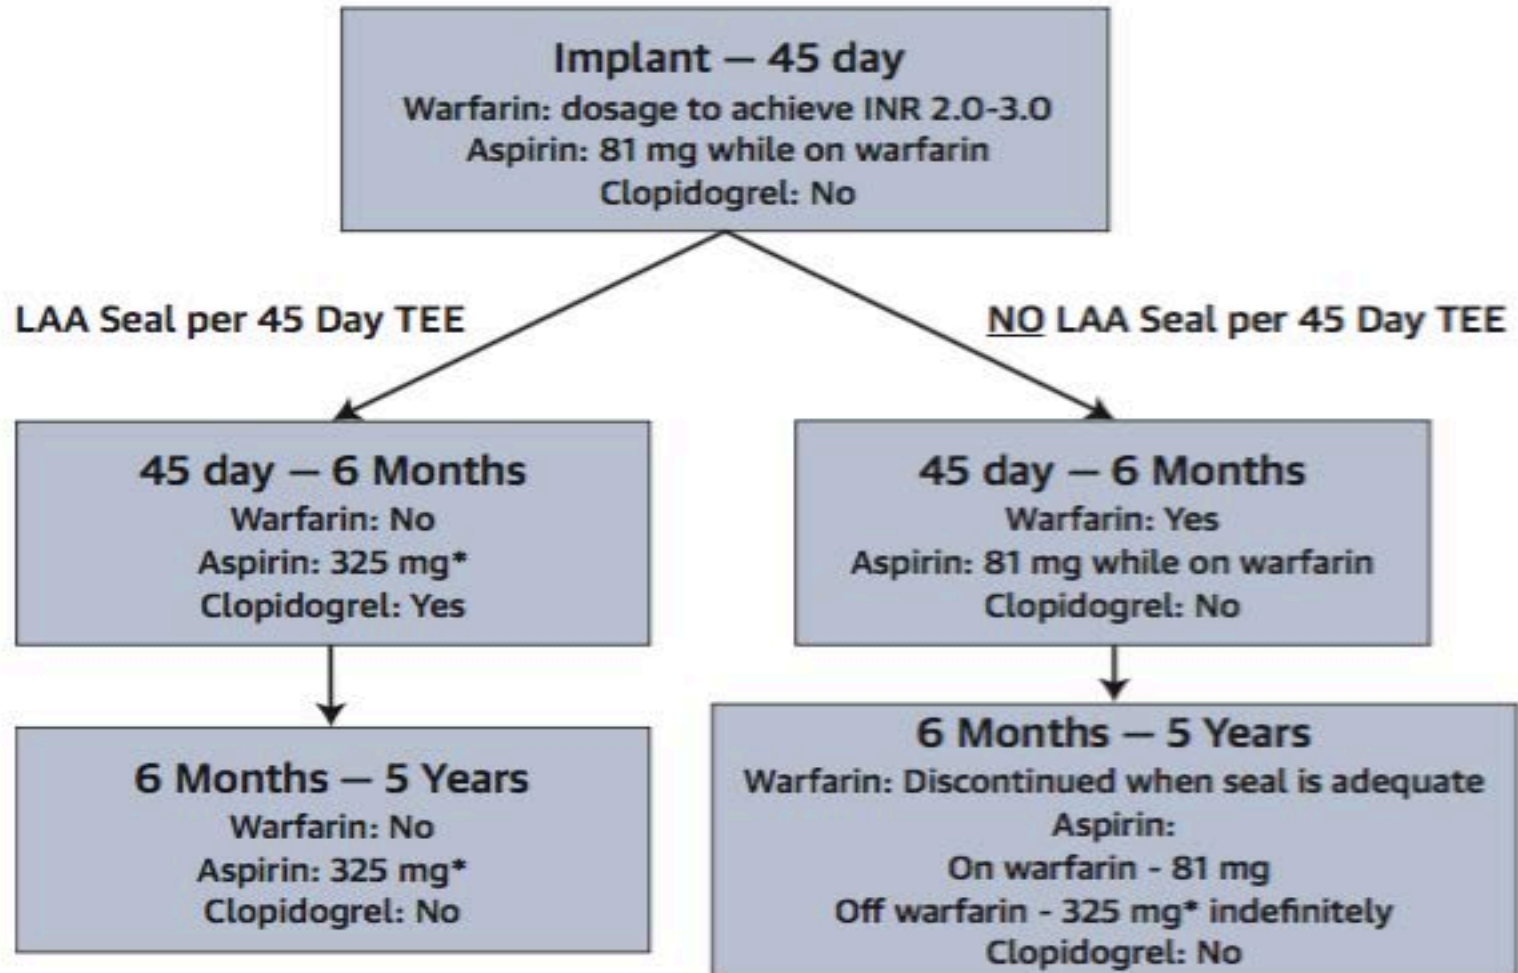 Implant — 45 day
Warfarin: dosage to achieve INR 2.0-3.0
Aspirin: 81 mg while on warfarin
Clopidogrel: No
LAA Seal per 45 Day TEE
NO LAA Seal per 45 Day TEE
45 day — 6 Months
Warfarin: No
Aspirin: 325 mg*
Clopidogrel: Yes
45 day — 6 Months
Warfarin: Yes
Aspirin: 81 mg while on warfarin
Clopidogrel: No
6 Months — 5 Years
Warfarin: No
Aspirin: 325 mg*
Clopidogrel: No
6 Months — 5 Years
Warfarin: Discontinued when seal is adequate
Aspirin:
On warfarin - 81 mg
Off warfarin - 325 mg* indefinitely
Clopidogrel: No